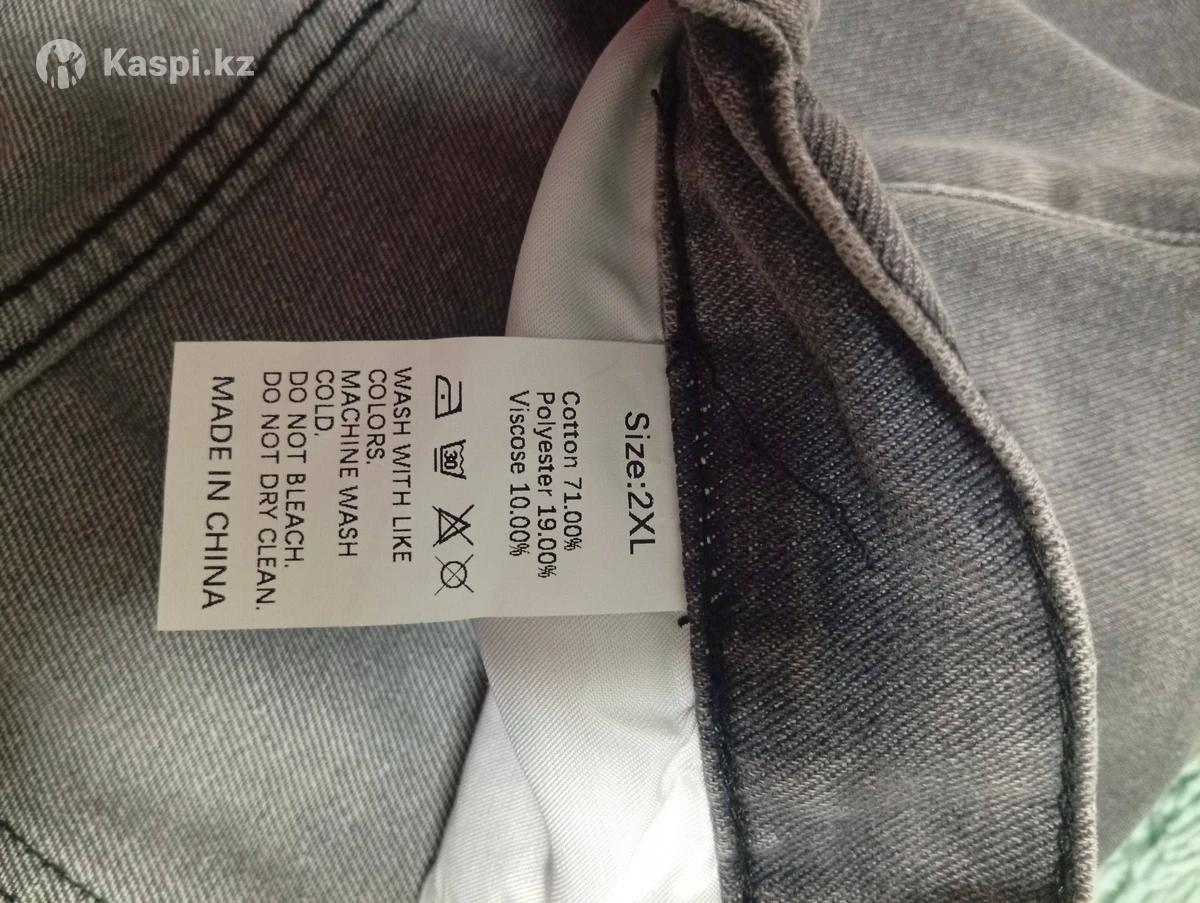 Kaspi.kz
Size:2XL
Cotton 71.00%
Polyester 19.00%
Viscose 10.00%
30
WASH WITH LIKE
COLORS.
MACHINE WASH
COLD.
DO NOT BLEACH.
DO NOT DRY CLEAN.
MADE IN CHINA